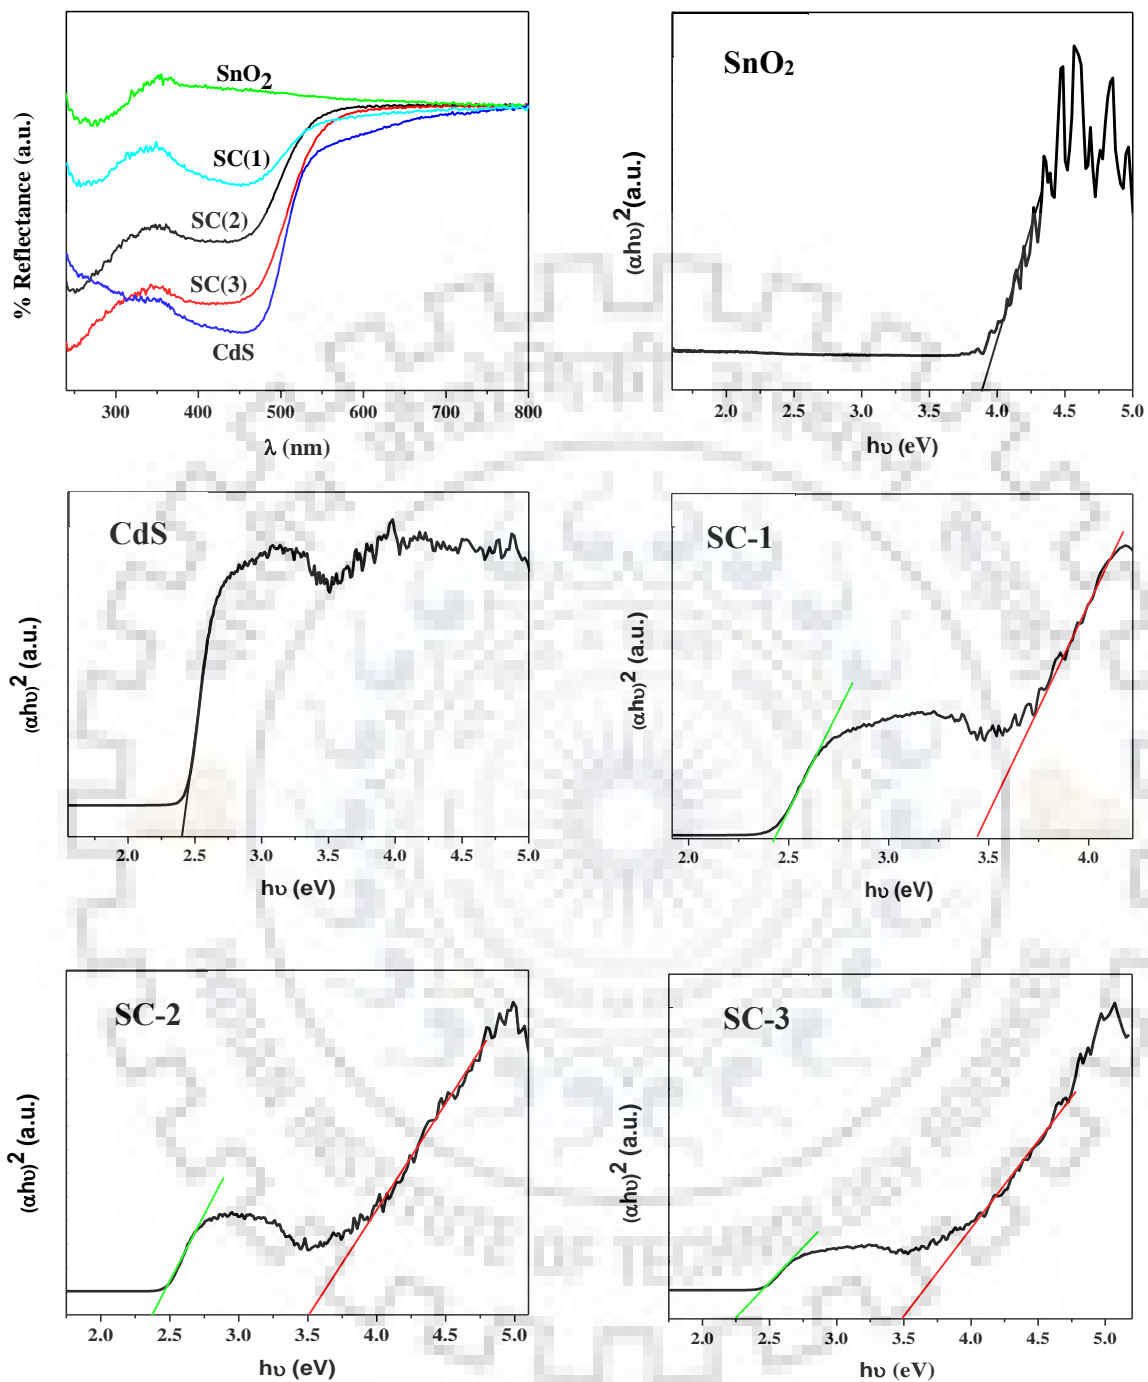 % Reflectance (a.u.)
SnO2
SC(1)
SC(2)
SC(3)
CdS
300 400 500 600 700 800
λ (nm)
SnO2
(αhυ)2(a.u.)
2.0 2.5 3.0 3.5 4.0 4.5 5.0
hυ (eV)
CdS
(αhυ)2 (a.u.)
2.0 2.5 3.0 3.5 4.0 4.5 5.0
hυ (eV)
SC-1
(αhυ)2 (a.u.)
2.0 2.5 3.0 3.5 4.0
hυ (eV)
SC-2
(αhυ)2 (a.u.)
2.0 2.5 3.0 3.5 4.0 4.5 5.0
hυ (eV)
SC-3
(αhυ)2 (a.u.)
2.0 2.5 3.0 3.5 4.0 4.5 5.0
hυ (eV)